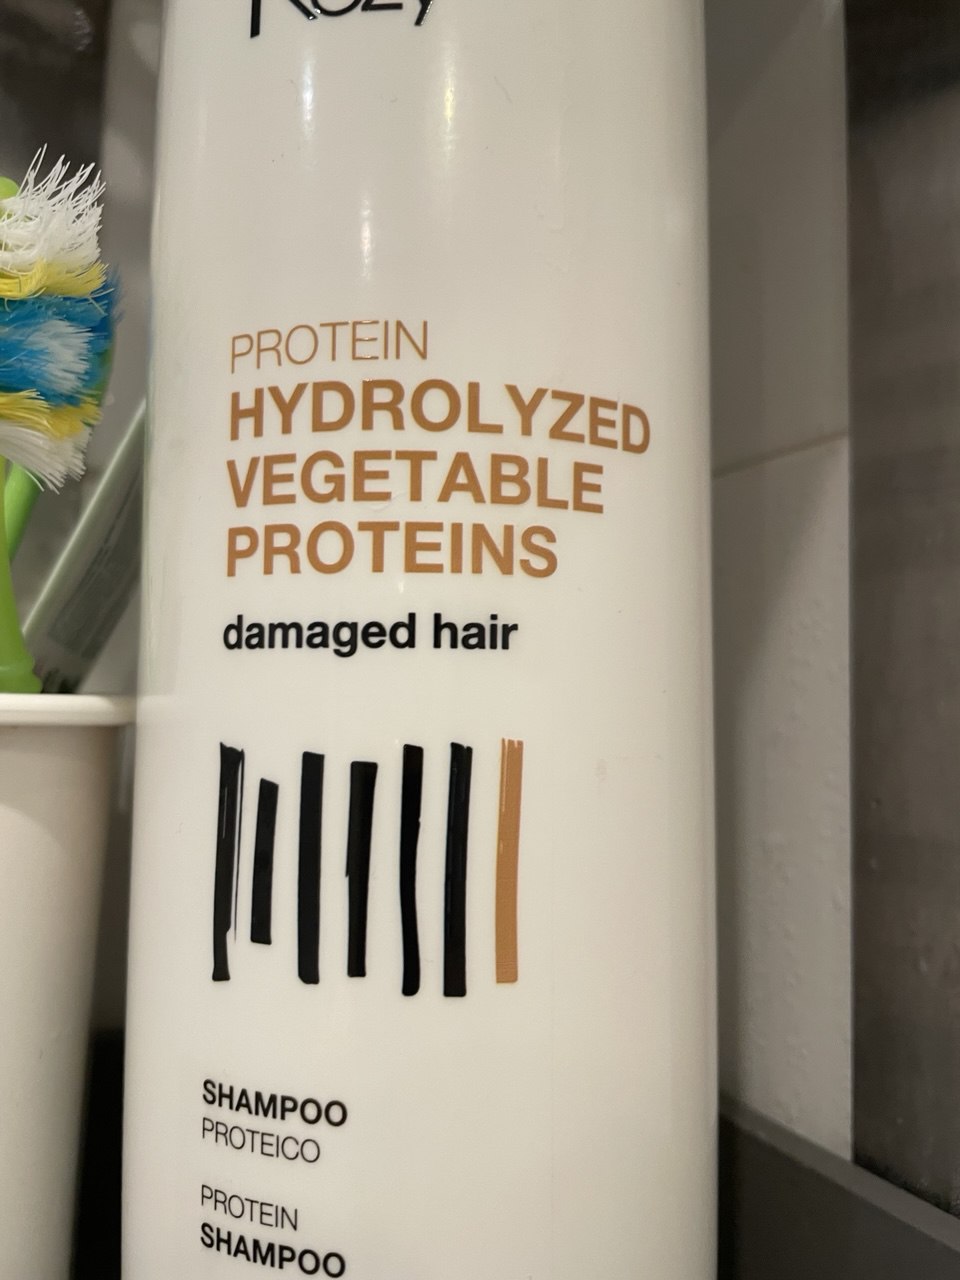 PROTEIN
HYDROLYZED
VEGETABLE
PROTEINS
damaged hair
SHAMPOO
PROTEICO
PROTEIN
SHAMPOO